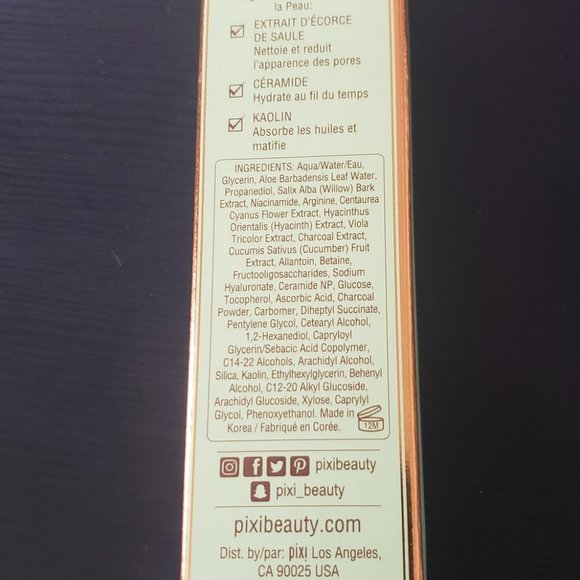 la Peau:
EXTRAIT D'ÉCORCE
DE SAULE
Nettoie et reduit
l'apparence des pores
CÉRAMIDE
Hydrate au fil du temps
KAOLIN
Absorbe les huiles et
matifie
INGREDIENTS: Aqua/Water/Eau,
Glycerin, Aloe Barbadensis Leaf Water,
Propanediol, Salix Alba (Willow) Bark
Extract, Niacinamide, Arginine, Centaurea
Cyanus Flower Extract, Hyacinthus
Orientalis (Hyacinth) Extract, Viola
Tricolor Extract, Charcoal Extract,
Cucumis Sativus (Cucumber) Fruit
Extract, Allantoin, Betaine,
Fructooligosaccharides, Sodium
Hyaluronate, Ceramide NP, Glucose,
Tocopherol, Ascorbic Acid, Charcoal
Powder, Carbomer, Diheptyl Succinate,
Pentylene Glycol, Cetearyl Alcohol,
1,2-Hexanediol, Capryloyl
Glycerin/Sebacic Acid Copolymer,
C14-22 Alcohols, Arachidyl Alcohol,
Silica, Kaolin, Ethylhexylglycerin, Behenyl
Alcohol, C12-20 Alkyl Glucoside,
Arachidyl Glucoside, Xylose, Caprylyl
Glycol, Phenoxyethanol. Made in
Korea / Fabriqué en Corée.
12M
pixibeauty
pixi_beauty
pixibeauty.com
Dist. by/par: pixi Los Angeles,
CA 90025 USA